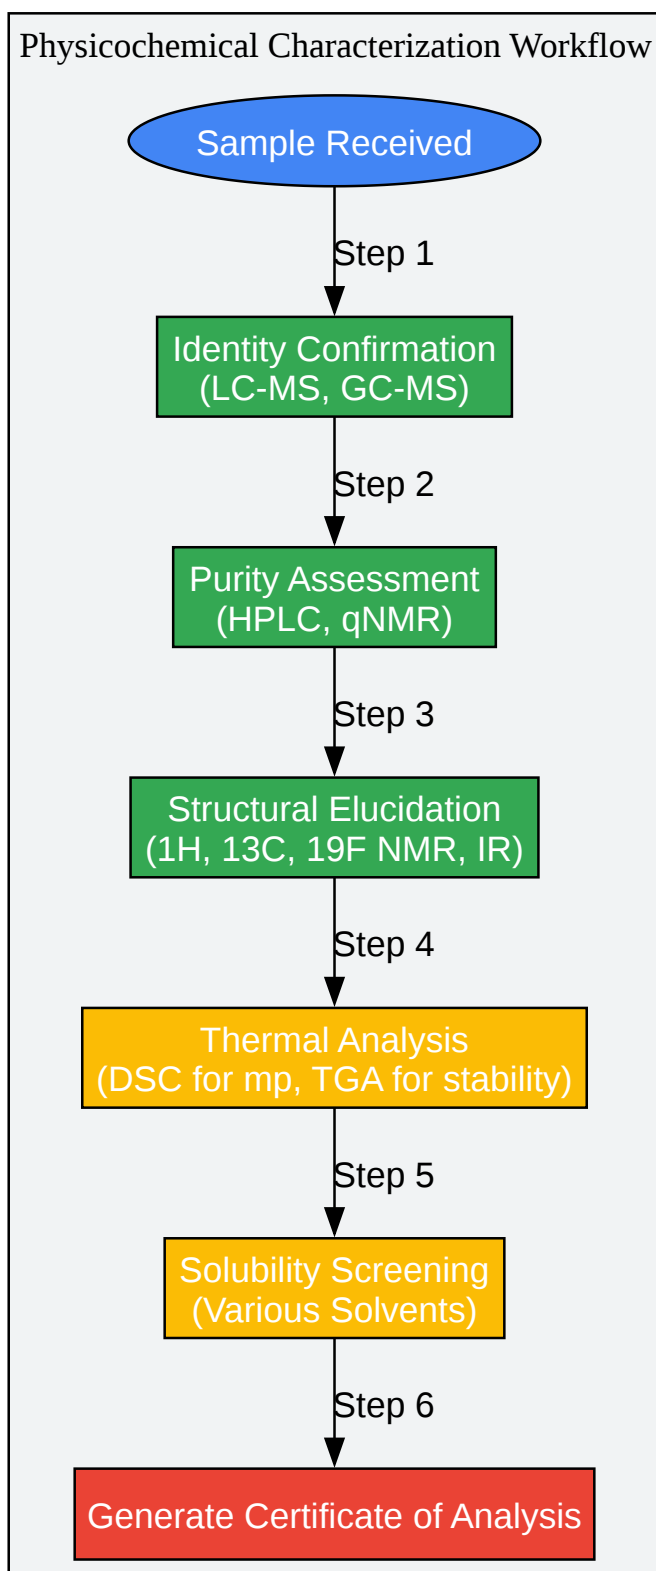 Physicochemical Characterization Workflow
Sample Received
Step 1
Identity Confirmation
(LC-MS, GC-MS)
Step 2
Purity Assessment
(HPLC, qNMR)
Step 3
Structural Elucidation
(1H, 13C, 19F NMR, IR)
Step 4
Thermal Analysis
(DSC for mp, TGA for stability)
Step 5
Solubility Screening
(Various Solvents)
Step 6
Generate Certificate of Analysis